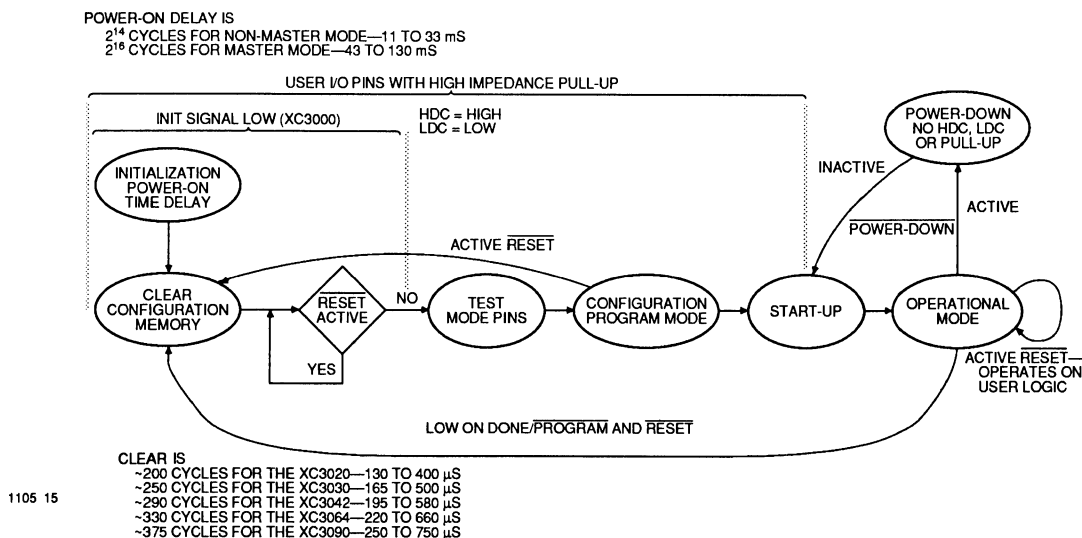 POWER-ON DELAY IS
2¹⁴ CYCLES FOR NON-MASTER MODE—11 TO 33 mS
2¹⁶ CYCLES FOR MASTER MODE—43 TO 130 mS
USER I/O PINS WITH HIGH IMPEDANCE PULL-UP
INIT SIGNAL LOW (XC3000)
HDC = HIGH
LDC = LOW
POWER-DOWN
NO HDC, LDC
OR PULL-UP
INITIALIZATION
POWER-ON
TIME DELAY
INACTIVE
ACTIVE
POWER-DOWN
ACTIVE RESET
CLEAR
CONFIGURATION
MEMORY
RESET
ACTIVE
NO
YES
TEST
MODE PINS
CONFIGURATION
PROGRAM MODE
START-UP
OPERATIONAL
MODE
ACTIVE RESET—
OPERATES ON
USER LOGIC
LOW ON DONE/PROGRAM AND RESET
CLEAR IS
~200 CYCLES FOR THE XC3020—130 TO 400 µS
~250 CYCLES FOR THE XC3030—165 TO 500 µS
~290 CYCLES FOR THE XC3042—195 TO 580 µS
~330 CYCLES FOR THE XC3064—220 TO 660 µS
~375 CYCLES FOR THE XC3090—250 TO 750 µS
1105 15